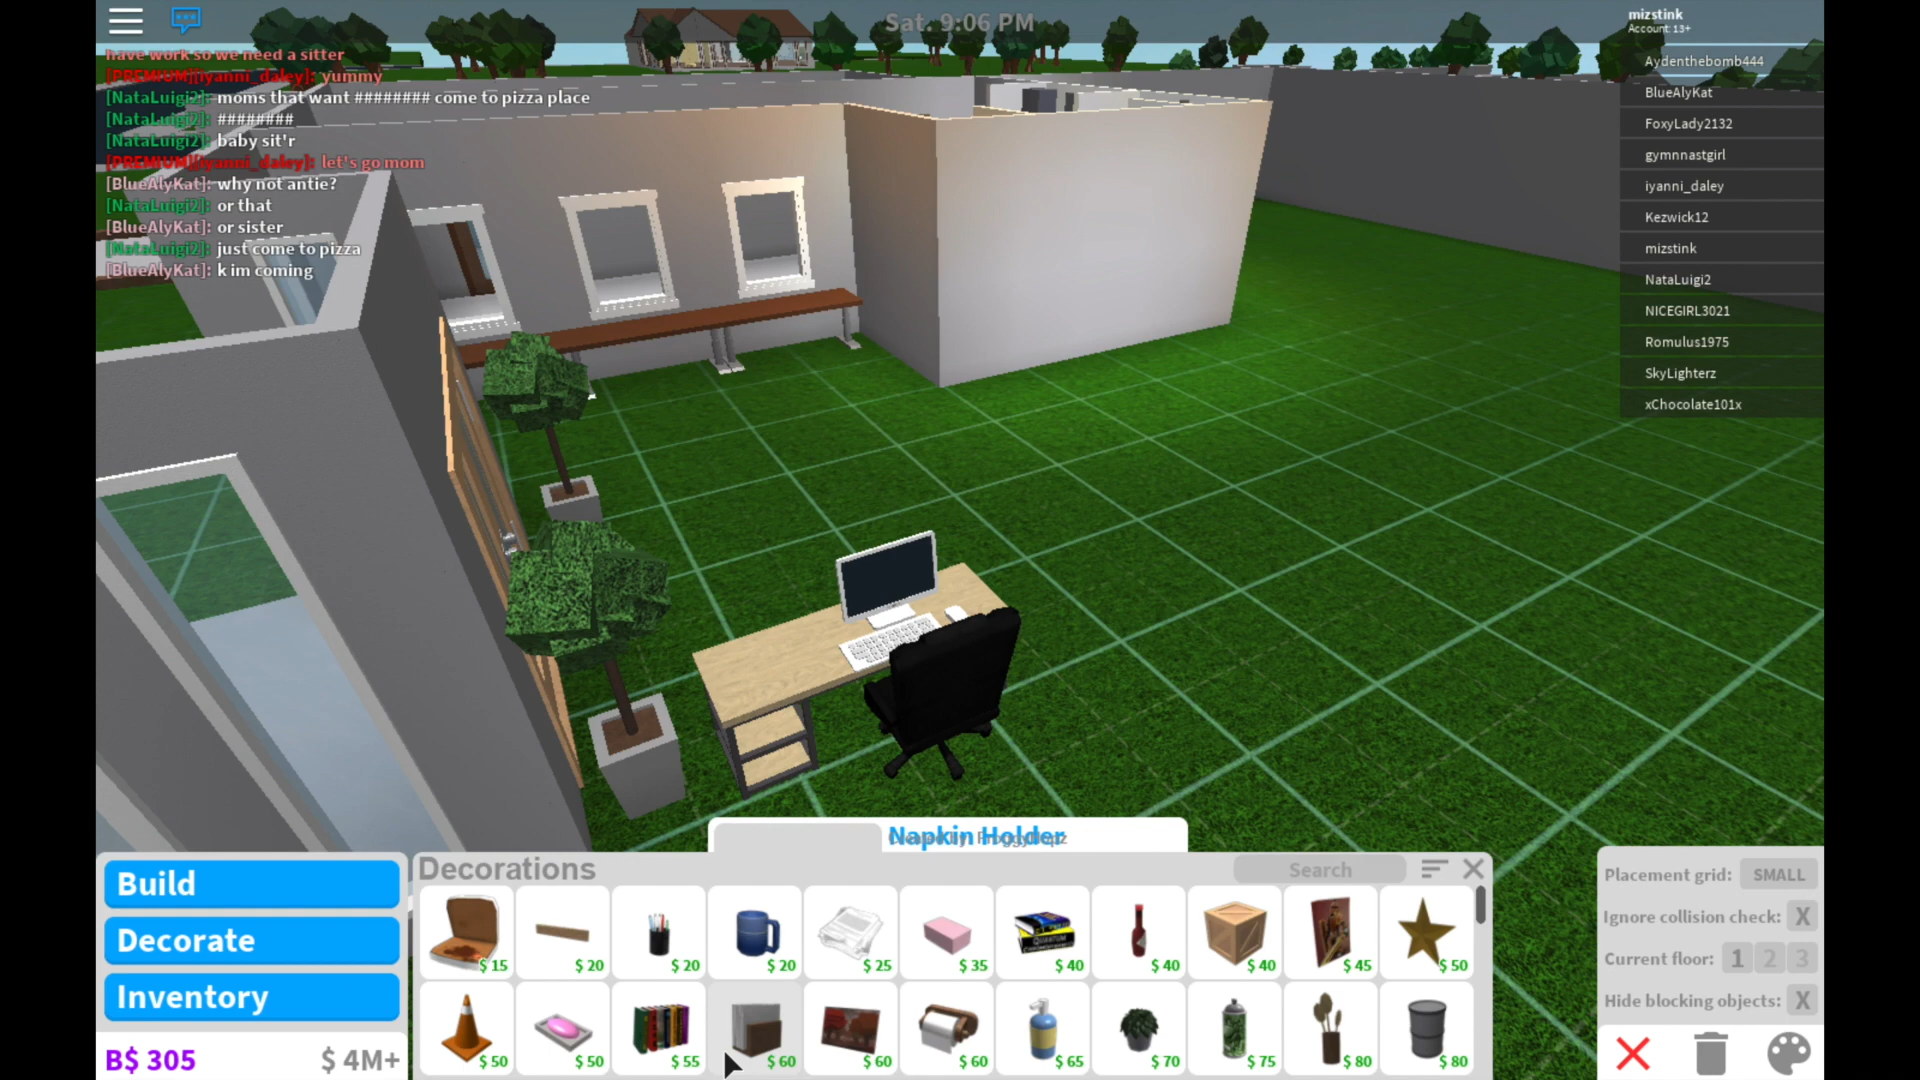 Sat. 9:06 PM
mizstink
Account: 13+
have work so we need a sitter
[PREMIUM][iyanni_daley]: yummy
[NataLuigi2]: moms that want ######## come to pizza place
[NataLuigi2]: ########
[NataLuigi2]: baby sit'r
[PREMIUM][iyanni_daley]: let's go mom
[BlueAlyKat]: why not antie?
[NataLuigi2]: or that
[BlueAlyKat]: or sister
[NataLuigi2]: just come to pizza
[BlueAlyKat]: k im coming
Aydenthebomb444
BlueAlyKat
FoxyLady2132
gymnnastgirl
iyanni_daley
Kezwick12
mizstink
NataLuigi2
NICEGIRL3021
Romulus1975
SkyLighterz
xChocolate101x
Napkin Holder
Build
Decorate
Inventory
B$ 305
$ 4M+
Decorations
Search
$ 15
$ 20
$ 20
$ 20
$ 25
$ 35
$ 40
$ 40
$ 40
$ 45
$ 50
$ 50
$ 50
$ 55
$ 60
$ 60
$ 60
$ 65
$ 70
$ 75
$ 80
$ 80
Placement grid: SMALL
Ignore collision check: X
Current floor: 1 2 3
Hide blocking objects: X